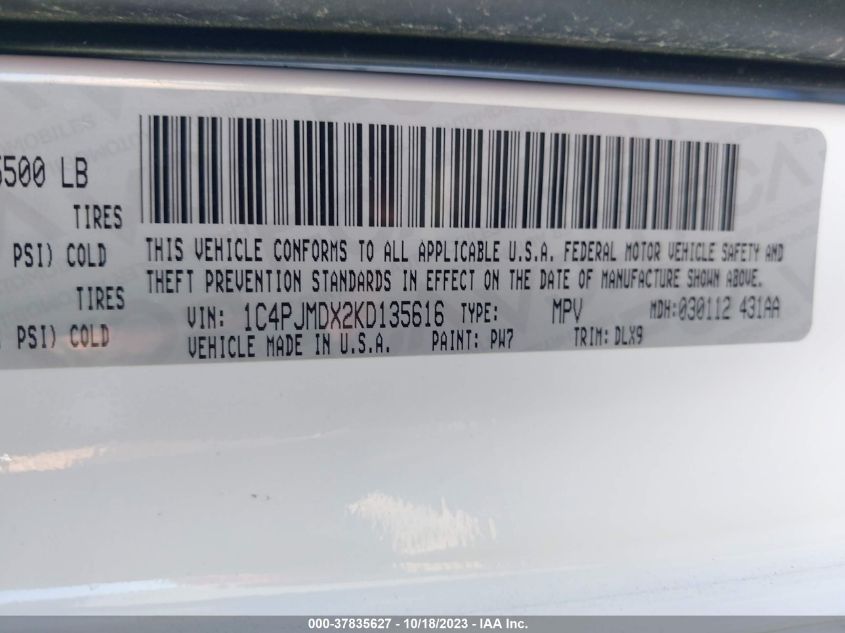 500 LB
TIRES
PSI) COLD
TIRES
PSI) COLD
THIS VEHICLE CONFORMS TO ALL APPLICABLE U.S.A. FEDERAL MOTOR VEHICLE SAFETY AND
THEFT PREVENTION STANDARDS IN EFFECT ON THE DATE OF MANUFACTURE SHOWN ABOVE.
VIN: 1C4PJMDX2KD135616 TYPE: MPV MDH:030112 431AA
VEHICLE MADE IN U.S.A. PAINT: PW7 TRIM: DLX9
000-37835627 - 10/18/2023 - IAA Inc.